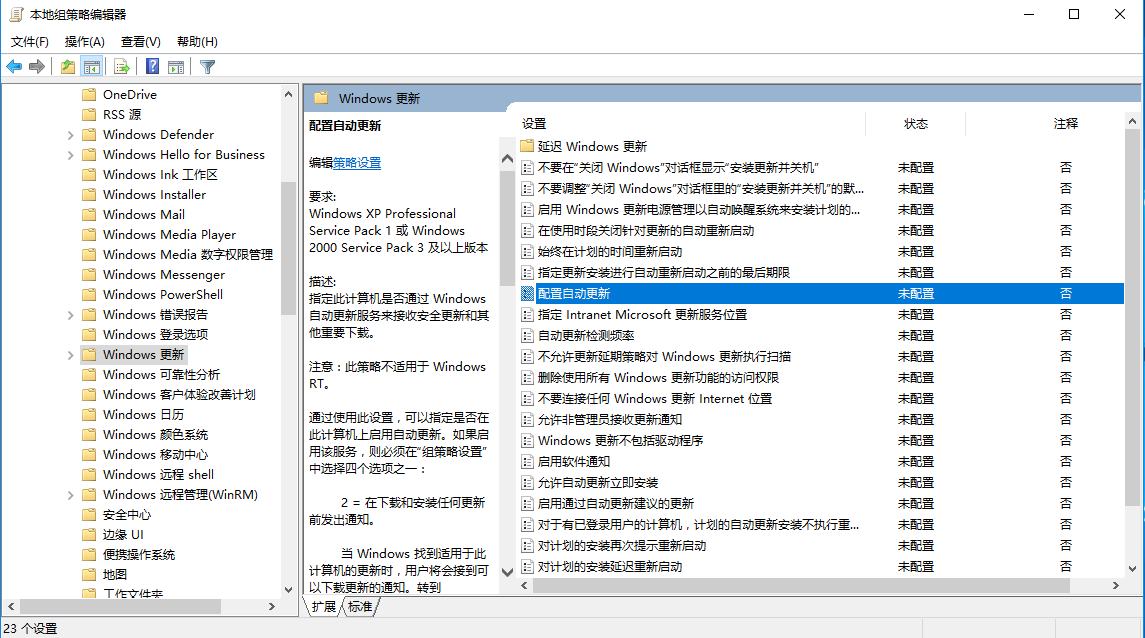 本地组策略编辑器
文件(F) 操作(A) 查看(V) 帮助(H)
OneDrive
RSS 源
Windows Defender
Windows Hello for Business
Windows Ink 工作区
Windows Installer
Windows Mail
Windows Media Player
Windows Media 数字权限管理
Windows Messenger
Windows PowerShell
Windows 错误报告
Windows 登录选项
Windows 更新
Windows 可靠性分析
Windows 客户体验改善计划
Windows 日历
Windows 颜色系统
Windows 移动中心
Windows 远程 shell
Windows 远程管理(WinRM)
安全中心
边缘 UI
便携操作系统
地图
工作文件夹
Windows 更新
配置自动更新
编辑策略设置
要求:
Windows XP Professional
Service Pack 1 或 Windows
2000 Service Pack 3 及以上版本
描述:
指定此计算机是否通过 Windows
自动更新服务来接收安全更新和其
他重要下载。
注意：此策略不适用于 Windows
RT。
通过使用此设置，可以指定是否在
此计算机上启用自动更新。如果启
用该服务，则必须在“组策略设置”
中选择四个选项之一：
2 = 在下载和安装任何更新
前发出通知。
当 Windows 找到适用于此
计算机的更新时，用户将会接到可
以下载更新的通知。转到
设置 状态 注释
延迟 Windows 更新
不要在“关闭 Windows”对话框显示“安装更新并关机” 未配置 否
不要调整“关闭 Windows”对话框里的“安装更新并关机”的默... 未配置 否
启用 Windows 更新电源管理以自动唤醒系统来安装计划的... 未配置 否
在使用时段关闭针对更新的自动重新启动 未配置 否
始终在计划的时间重新启动 未配置 否
指定更新安装进行自动重新启动之前的最后期限 未配置 否
配置自动更新 未配置 否
指定 Intranet Microsoft 更新服务位置 未配置 否
自动更新检测频率 未配置 否
不允许更新延期策略对 Windows 更新执行扫描 未配置 否
删除使用所有 Windows 更新功能的访问权限 未配置 否
不要连接任何 Windows 更新 Internet 位置 未配置 否
允许非管理员接收更新通知 未配置 否
Windows 更新不包括驱动程序 未配置 否
启用软件通知 未配置 否
允许自动更新立即安装 未配置 否
启用通过自动更新建议的更新 未配置 否
对于有已登录用户的计算机，计划的自动更新安装不执行重... 未配置 否
对计划的安装再次提示重新启动 未配置 否
对计划的安装延迟重新启动 未配置 否
扩展 标准
23 个设置